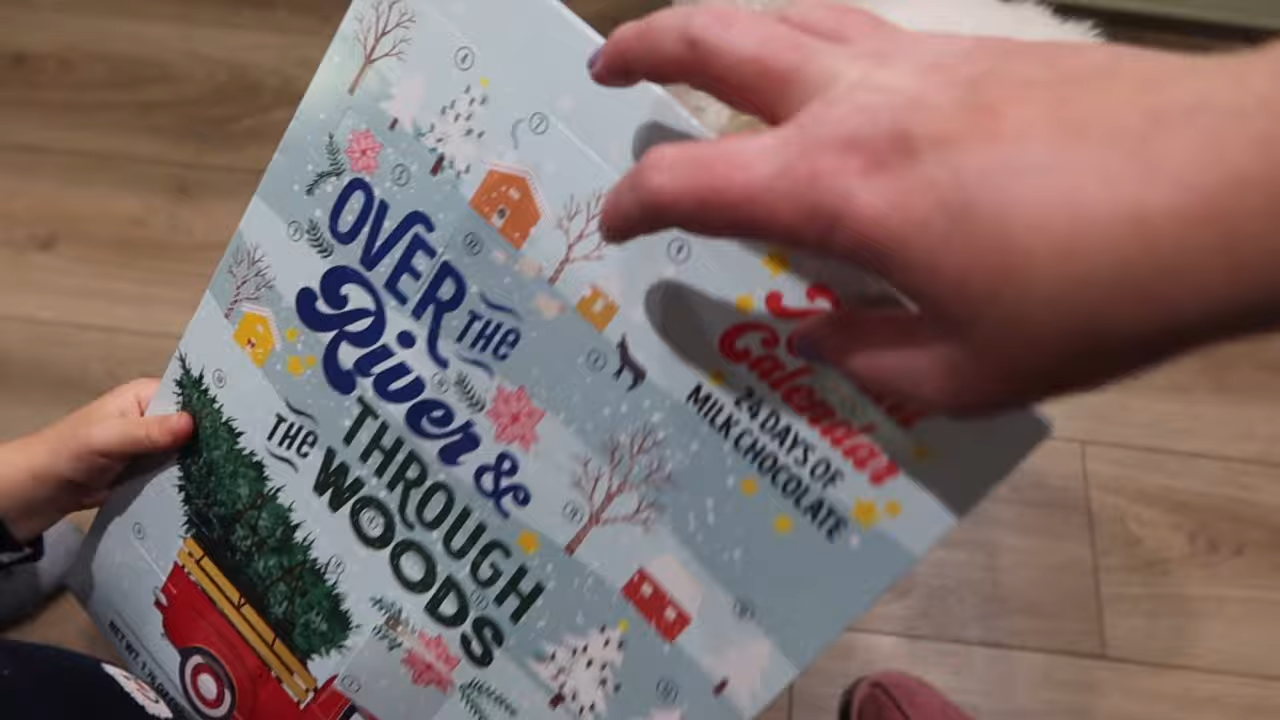 OVER THE
River &
THROUGH
THE WOODS
Calendar
24 DAYS OF
MILK CHOCOLATE